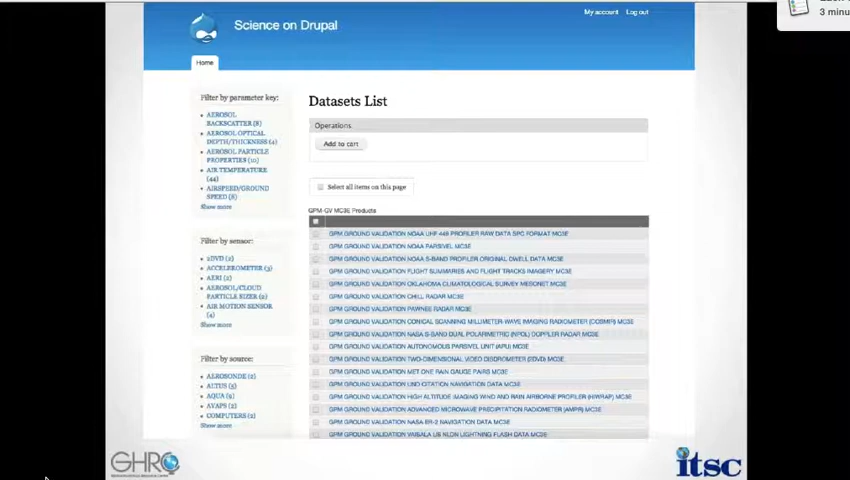 3 minu
Science on Drupal
My account
Log out
Home
Filter by parameter key:
AEROSOL
BACKSCATTER (8)
AEROSOL OPTICAL
DEPTH/THICKNESS (4)
AEROSOL PARTICLE
PROPERTIES (10)
AIR TEMPERATURE
(44)
AIRSPEED/GROUND
SPEED (8)
Show more
Filter by sensor:
2DVD (2)
ACCELEROMETER (3)
AERI (2)
AEROSOL/CLOUD
PARTICLE SIZER (2)
AIR MOTION SENSOR
(4)
Show more
Filter by source:
AEROSONDE (2)
ALTUS (5)
AQUA (9)
AVAPS (2)
COMPUTERS (2)
Show more
Datasets List
Operations
Add to cart
Select all items on this page
GPM-GV MC3E Products
GPM GROUND VALIDATION NOAA UHF 449 PROFILER RAW DATA SPC FORMAT MC3E
GPM GROUND VALIDATION NOAA PARSIVEL MC3E
GPM GROUND VALIDATION NOAA S-BAND PROFILER ORIGINAL DWELL DATA MC3E
GPM GROUND VALIDATION FLIGHT SUMMARIES AND FLIGHT TRACKS IMAGERY MC3E
GPM GROUND VALIDATION OKLAHOMA CLIMATOLOGICAL SURVEY MESONET MC3E
GPM GROUND VALIDATION CHILL RADAR MC3E
GPM GROUND VALIDATION PAWNEE RADAR MC3E
GPM GROUND VALIDATION CONICAL SCANNING MILLIMETER-WAVE IMAGING RADIOMETER (COSMIR) MC3E
GPM GROUND VALIDATION NASA S-BAND DUAL POLARIMETRIC (NPOL) DOPPLER RADAR MC3E
GPM GROUND VALIDATION AUTONOMOUS PARSIVEL UNIT (APU) MC3E
GPM GROUND VALIDATION TWO-DIMENSIONAL VIDEO DISDROMETER (2DVD) MC3E
GPM GROUND VALIDATION MET ONE RAIN GAUGE PAIRS MC3E
GPM GROUND VALIDATION UND CITATION NAVIGATION DATA MC3E
GPM GROUND VALIDATION HIGH ALTITUDE IMAGING WIND AND RAIN AIRBORNE PROFILER (HIWRAP) MC3E
GPM GROUND VALIDATION ADVANCED MICROWAVE PRECIPITATION RADIOMETER (AMPR) MC3E
GPM GROUND VALIDATION NASA ER-2 NAVIGATION DATA MC3E
GPM GROUND VALIDATION VAISALA US NLDN LIGHTNING FLASH DATA MC3E
GHRC
itsc